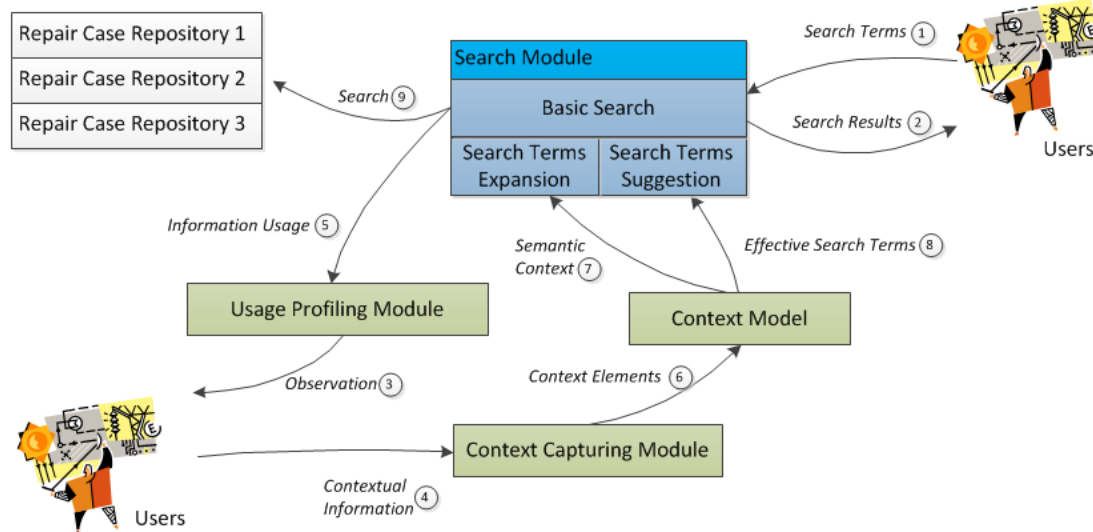 Repair Case Repository 1
Repair Case Repository 2
Repair Case Repository 3
Search Module
Basic Search
Search Terms
Expansion
Search Terms
Suggestion
Search Terms 1
Search Results 2
Users
Search 9
Information Usage 5
Semantic
Context 7
Effective Search Terms 8
Usage Profiling Module
Context Model
Observation 3
Context Elements 6
Context Capturing Module
Contextual
Information 4
Users